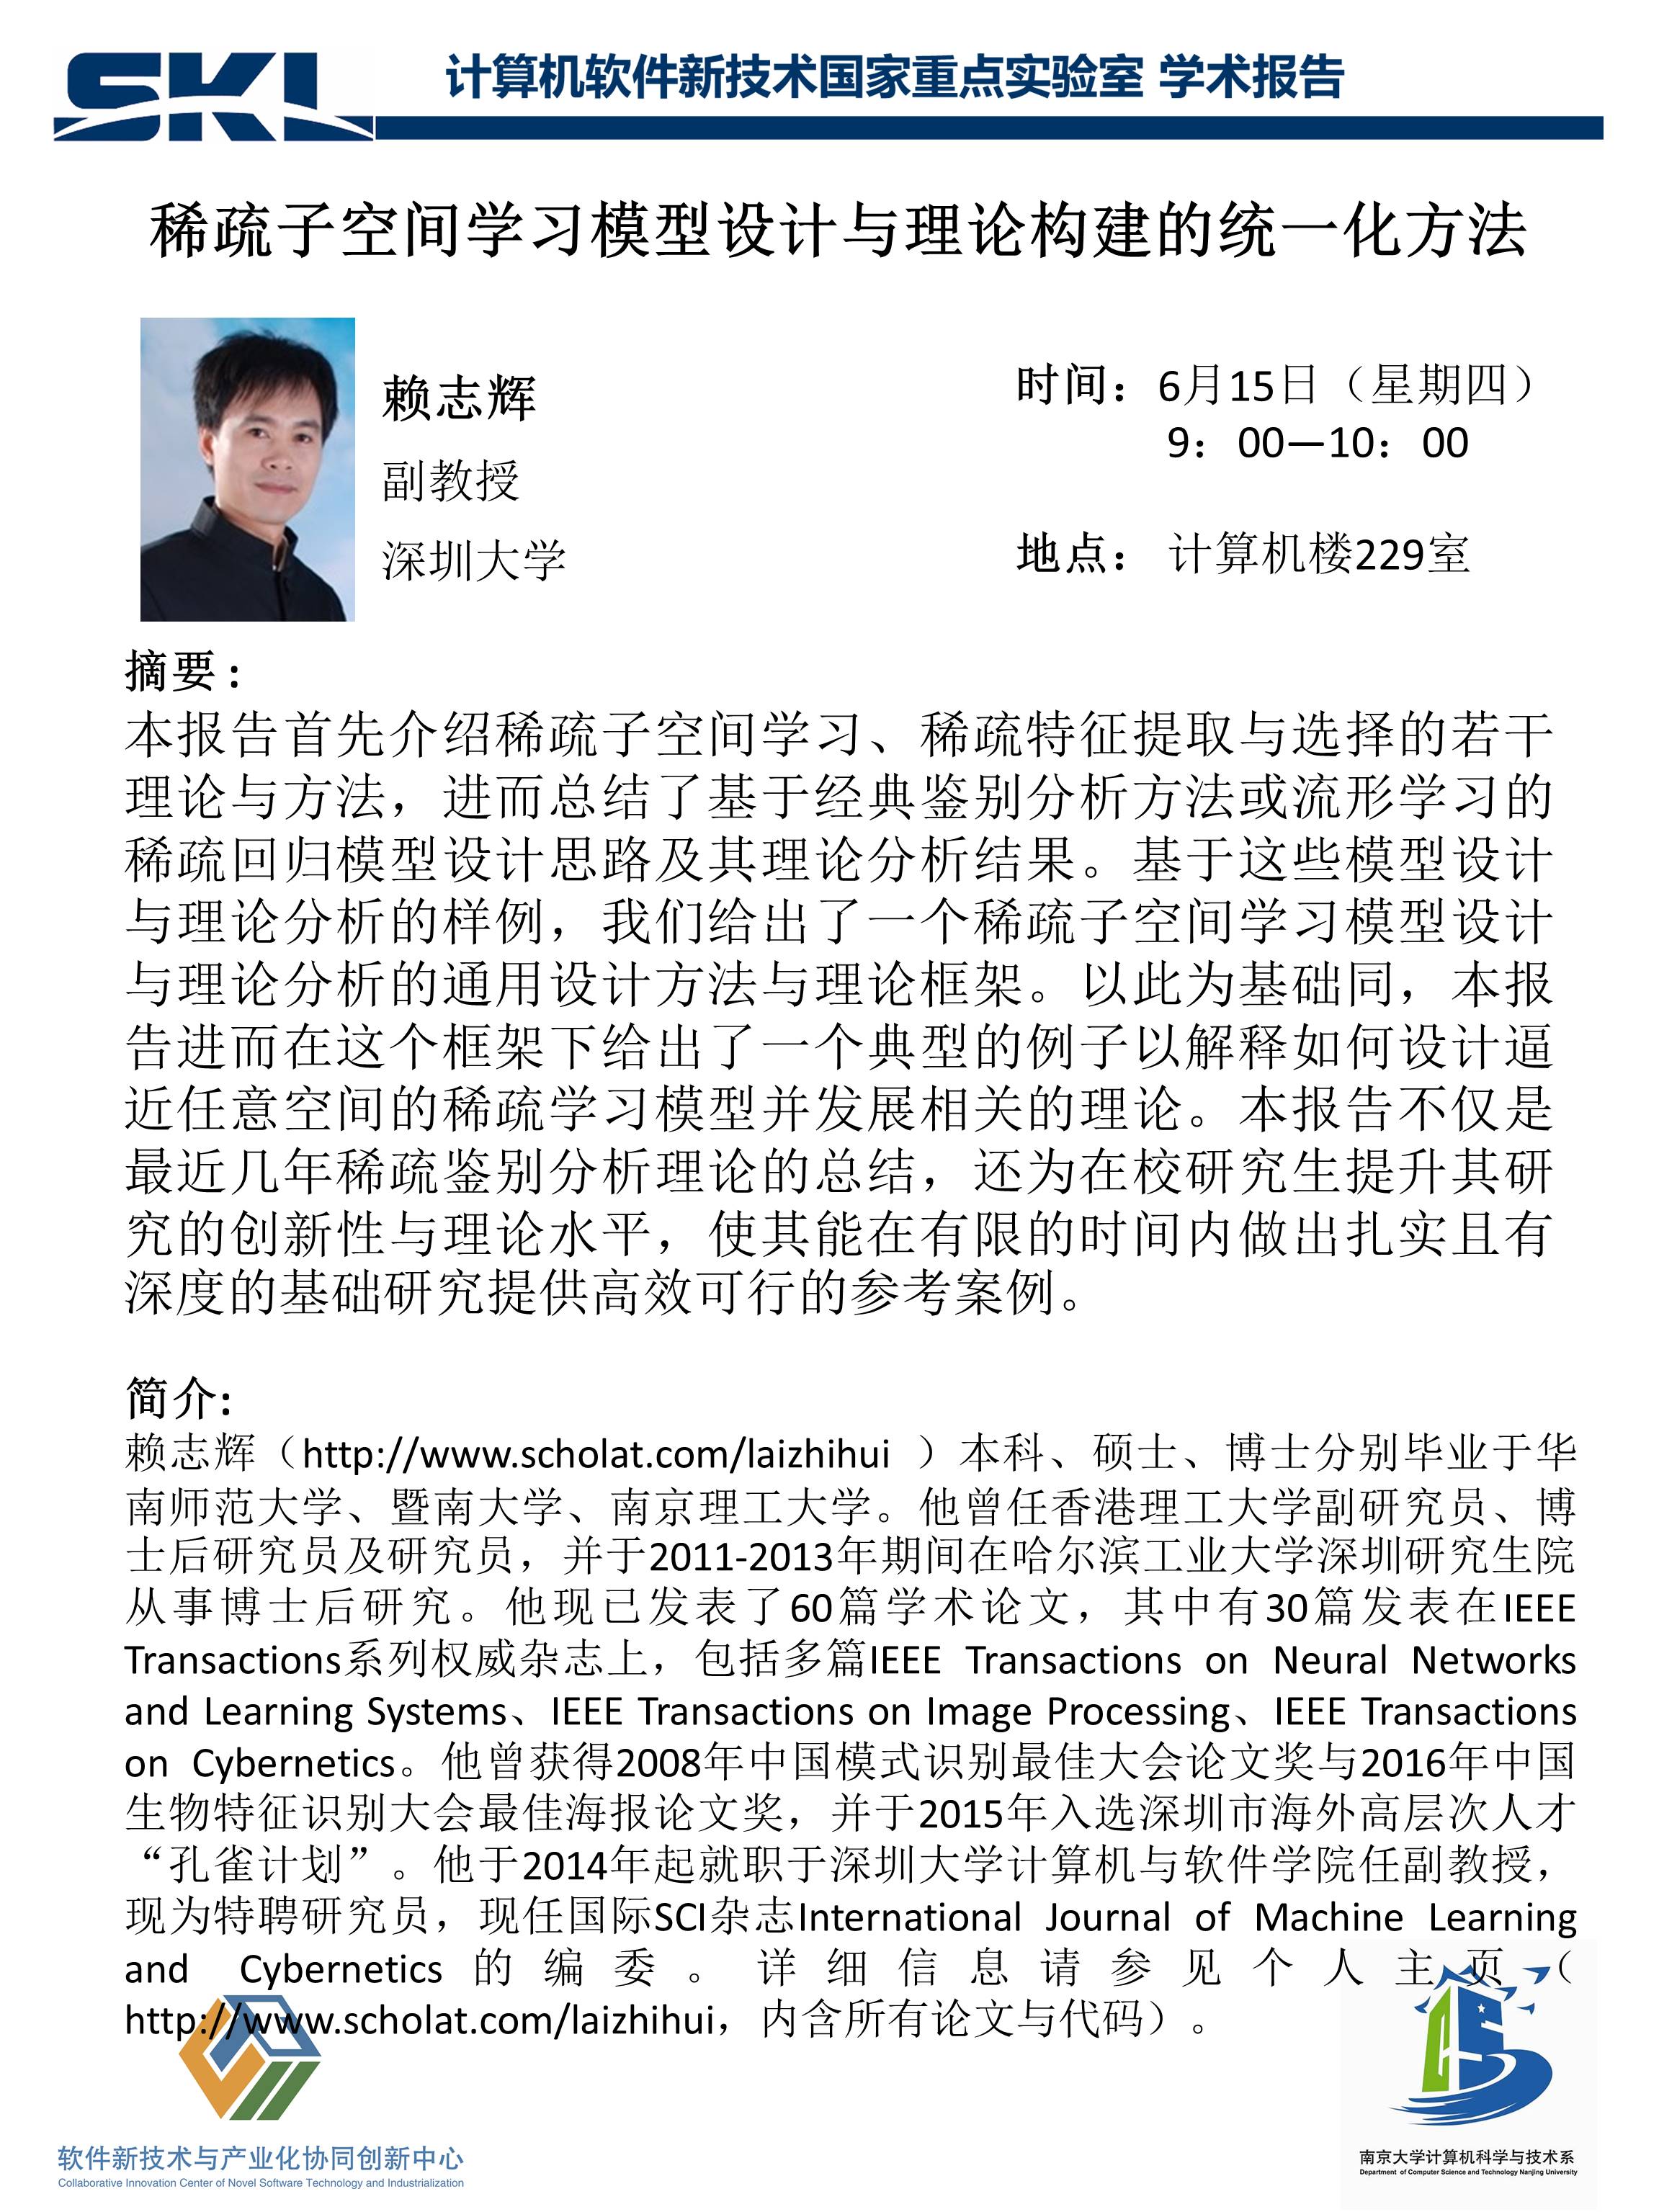 SKL
计算机软件新技术国家重点实验室 学术报告
稀疏子空间学习模型设计与理论构建的统一化方法
赖志辉
副教授
深圳大学
时间：6月15日（星期四）
9：00—10：00
地点： 计算机楼229室
摘要：
本报告首先介绍稀疏子空间学习、稀疏特征提取与选择的若干
理论与方法，进而总结了基于经典鉴别分析方法或流形学习的
稀疏回归模型设计思路及其理论分析结果。基于这些模型设计
与理论分析的样例，我们给出了一个稀疏子空间学习模型设计
与理论分析的通用设计方法与理论框架。以此为基础同，本报
告进而在这个框架下给出了一个典型的例子以解释如何设计逼
近任意空间的稀疏学习模型并发展相关的理论。本报告不仅是
最近几年稀疏鉴别分析理论的总结，还为在校研究生提升其研
究的创新性与理论水平，使其能在有限的时间内做出扎实且有
深度的基础研究提供高效可行的参考案例。
简介:
赖志辉（http://www.scholat.com/laizhihui ）本科、硕士、博士分别毕业于华
南师范大学、暨南大学、南京理工大学。他曾任香港理工大学副研究员、博
士后研究员及研究员，并于2011-2013年期间在哈尔滨工业大学深圳研究生院
从事博士后研究。他现已发表了60篇学术论文，其中有30篇发表在IEEE
Transactions系列权威杂志上，包括多篇IEEE Transactions on Neural Networks
and Learning Systems、IEEE Transactions on Image Processing、IEEE Transactions
on Cybernetics。他曾获得2008年中国模式识别最佳大会论文奖与2016年中国
生物特征识别大会最佳海报论文奖，并于2015年入选深圳市海外高层次人才
“孔雀计划”。他于2014年起就职于深圳大学计算机与软件学院任副教授，
现为特聘研究员，现任国际SCI杂志International Journal of Machine Learning
and Cybernetics的编委。详细信息请参见个人主页（
http://www.scholat.com/laizhihui，内含所有论文与代码）。
软件新技术与产业化协同创新中心
Collaborative Innovation Center of Novel Software Technology and Industrialization
南京大学计算机科学与技术系
Department of Computer Science and Technology Nanjing University